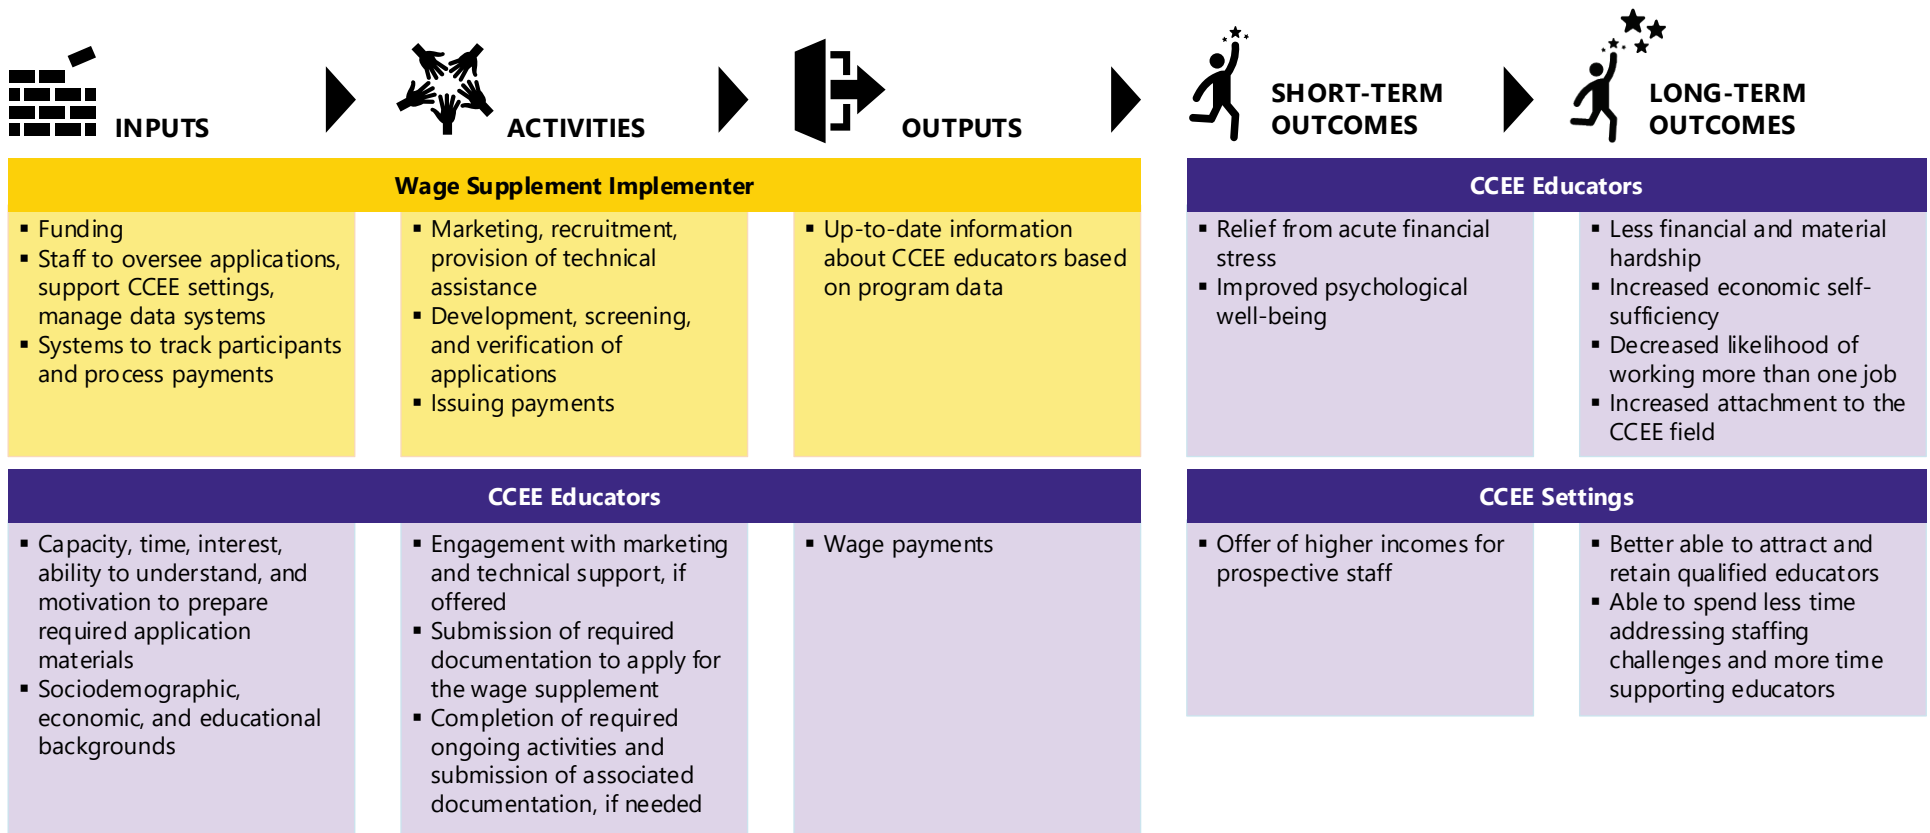 INPUTS
ACTIVITIES
OUTPUTS
SHORT-TERM
OUTCOMES
LONG-TERM
OUTCOMES
Wage Supplement Implementer
▪ Funding
▪ Staff to oversee applications,
support CCEE settings,
manage data systems
▪ Systems to track participants
and process payments
▪ Marketing, recruitment,
provision of technical
assistance
▪ Development, screening,
and verification of
applications
▪ Issuing payments
▪ Up-to-date information
about CCEE educators based
on program data
CCEE Educators
▪ Capacity, time, interest,
ability to understand, and
motivation to prepare
required application
materials
▪ Sociodemographic,
economic, and educational
backgrounds
▪ Engagement with marketing
and technical support, if
offered
▪ Submission of required
documentation to apply for
the wage supplement
▪ Completion of required
ongoing activities and
submission of associated
documentation, if needed
▪ Wage payments
CCEE Educators
▪ Relief from acute financial
stress
▪ Improved psychological
well-being
▪ Less financial and material
hardship
▪ Increased economic self-
sufficiency
▪ Decreased likelihood of
working more than one job
▪ Increased attachment to the
CCEE field
CCEE Settings
▪ Offer of higher incomes for
prospective staff
▪ Better able to attract and
retain qualified educators
▪ Able to spend less time
addressing staffing
challenges and more time
supporting educators